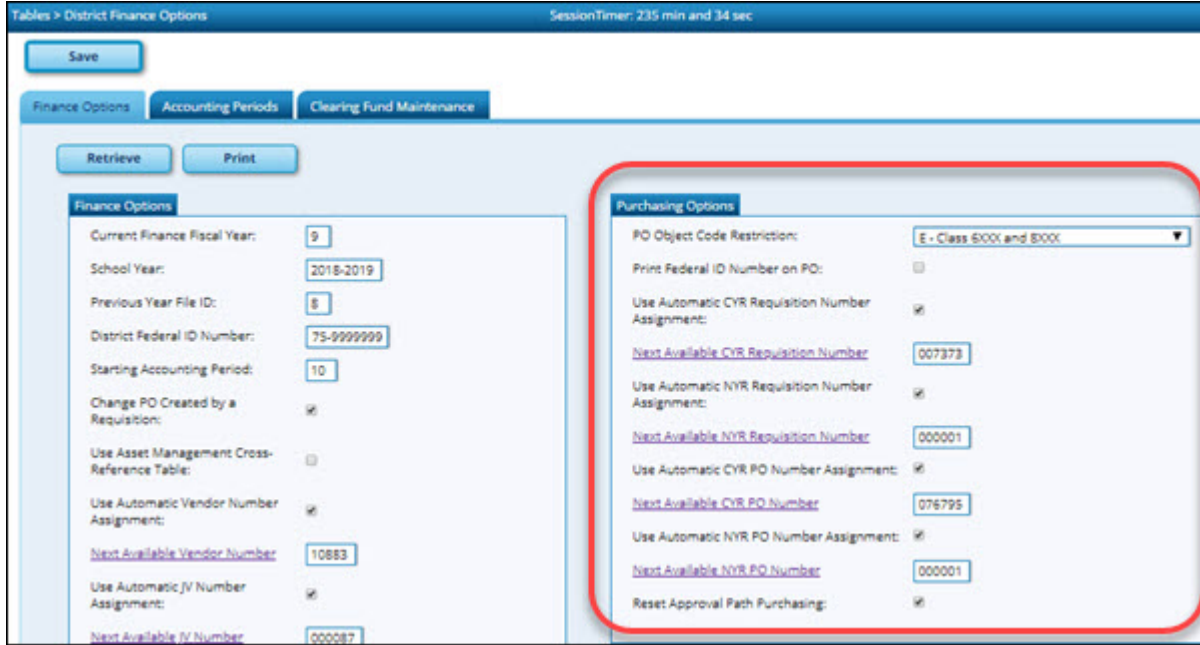 Tables > District Finance Options
SessionTimer: 235 min and 34 sec
Save
Finance Options
Accounting Periods
Clearing Fund Maintenance
Retrieve
Print
Finance Options
Current Finance Fiscal Year:
9
School Year:
2018-2019
Previous Year File ID:
8
District Federal ID Number:
75-9999999
Starting Accounting Period:
10
Change PO Created by a
Requisition:
Use Asset Management Cross-
Reference Table:
Use Automatic Vendor Number
Assignment:
Next Available Vendor Number
10883
Use Automatic JV Number
Assignment:
Next Available JV Number
000087
Purchasing Options
PO Object Code Restriction:
E - Class 6XXX and 8XXX
Print Federal ID Number on PO:
Use Automatic CYR Requisition Number
Assignment:
Next Available CYR Requisition Number
007373
Use Automatic NYR Requisition Number
Assignment:
Next Available NYR Requisition Number
000001
Use Automatic CYR PO Number Assignment:
Next Available CYR PO Number
076795
Use Automatic NYR PO Number Assignment:
Next Available NYR PO Number
000001
Reset Approval Path Purchasing: